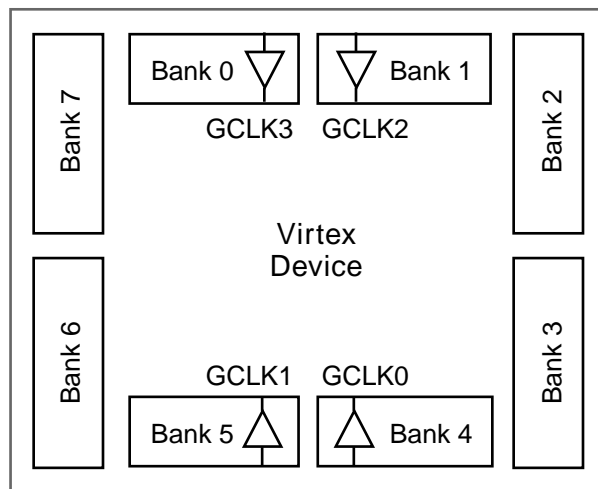 Bank 0
Bank 1
Bank 7
Bank 2
GCLK3
GCLK2
Virtex
Device
Bank 6
Bank 3
GCLK1
GCLK0
Bank 5
Bank 4